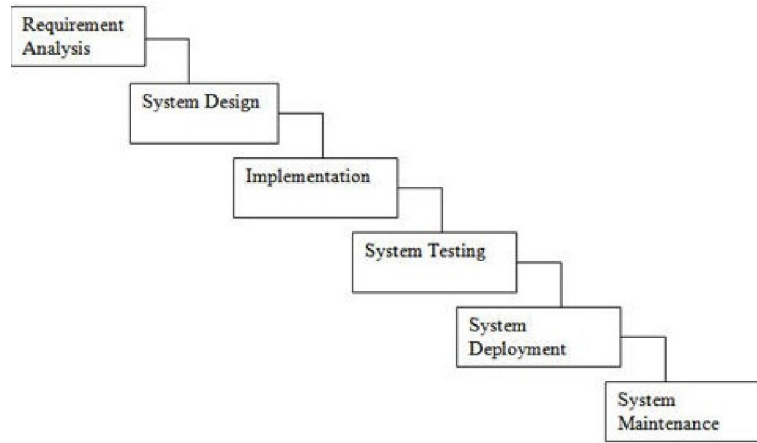 Requirement
Analysis
System Design
Implementation
System Testing
System
Deployment
System
Maintenance